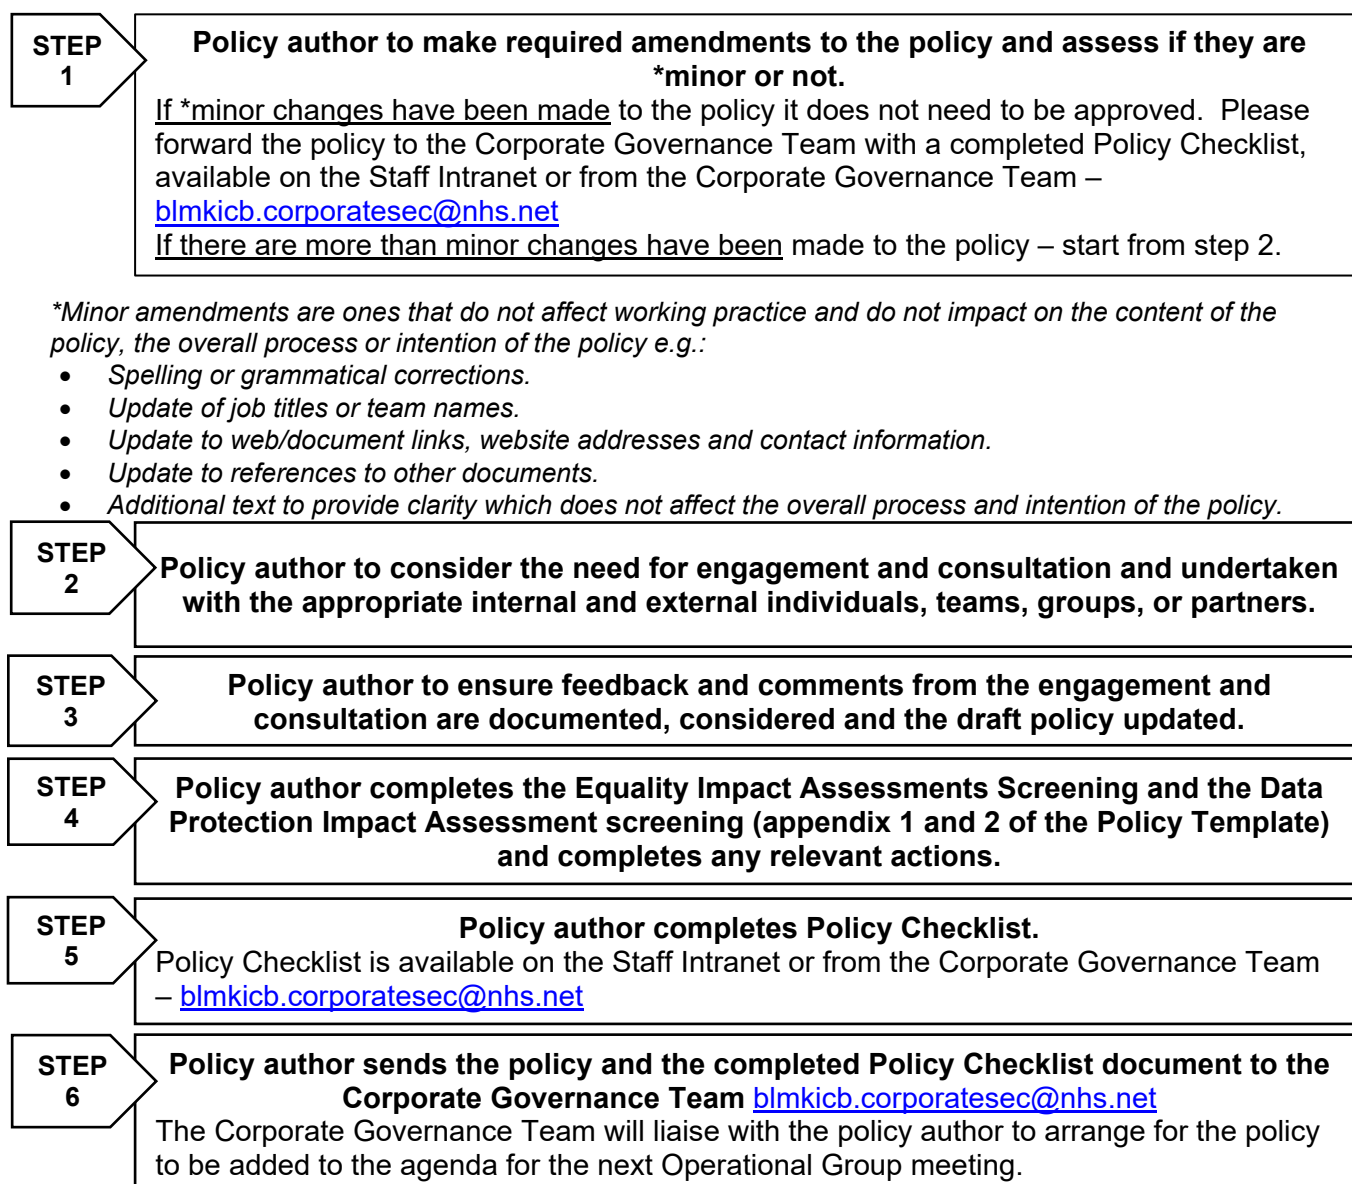 STEP
1
Policy author to make required amendments to the policy and assess if they are
*minor or not.
If *minor changes have been made to the policy it does not need to be approved.  Please
forward the policy to the Corporate Governance Team with a completed Policy Checklist,
available on the Staff Intranet or from the Corporate Governance Team –
blmkicb.corporatesec@nhs.net
If there are more than minor changes have been made to the policy – start from step 2.
*Minor amendments are ones that do not affect working practice and do not impact on the content of the
policy, the overall process or intention of the policy e.g.:
• Spelling or grammatical corrections.
• Update of job titles or team names.
• Update to web/document links, website addresses and contact information.
• Update to references to other documents.
• Additional text to provide clarity which does not affect the overall process and intention of the policy.
STEP
2
Policy author to consider the need for engagement and consultation and undertaken
with the appropriate internal and external individuals, teams, groups, or partners.
STEP
3
Policy author to ensure feedback and comments from the engagement and
consultation are documented, considered and the draft policy updated.
STEP
4
Policy author completes the Equality Impact Assessments Screening and the Data
Protection Impact Assessment screening (appendix 1 and 2 of the Policy Template)
and completes any relevant actions.
STEP
5
Policy author completes Policy Checklist.
Policy Checklist is available on the Staff Intranet or from the Corporate Governance Team
– blmkicb.corporatesec@nhs.net
STEP
6
Policy author sends the policy and the completed Policy Checklist document to the
Corporate Governance Team blmkicb.corporatesec@nhs.net
The Corporate Governance Team will liaise with the policy author to arrange for the policy
to be added to the agenda for the next Operational Group meeting.